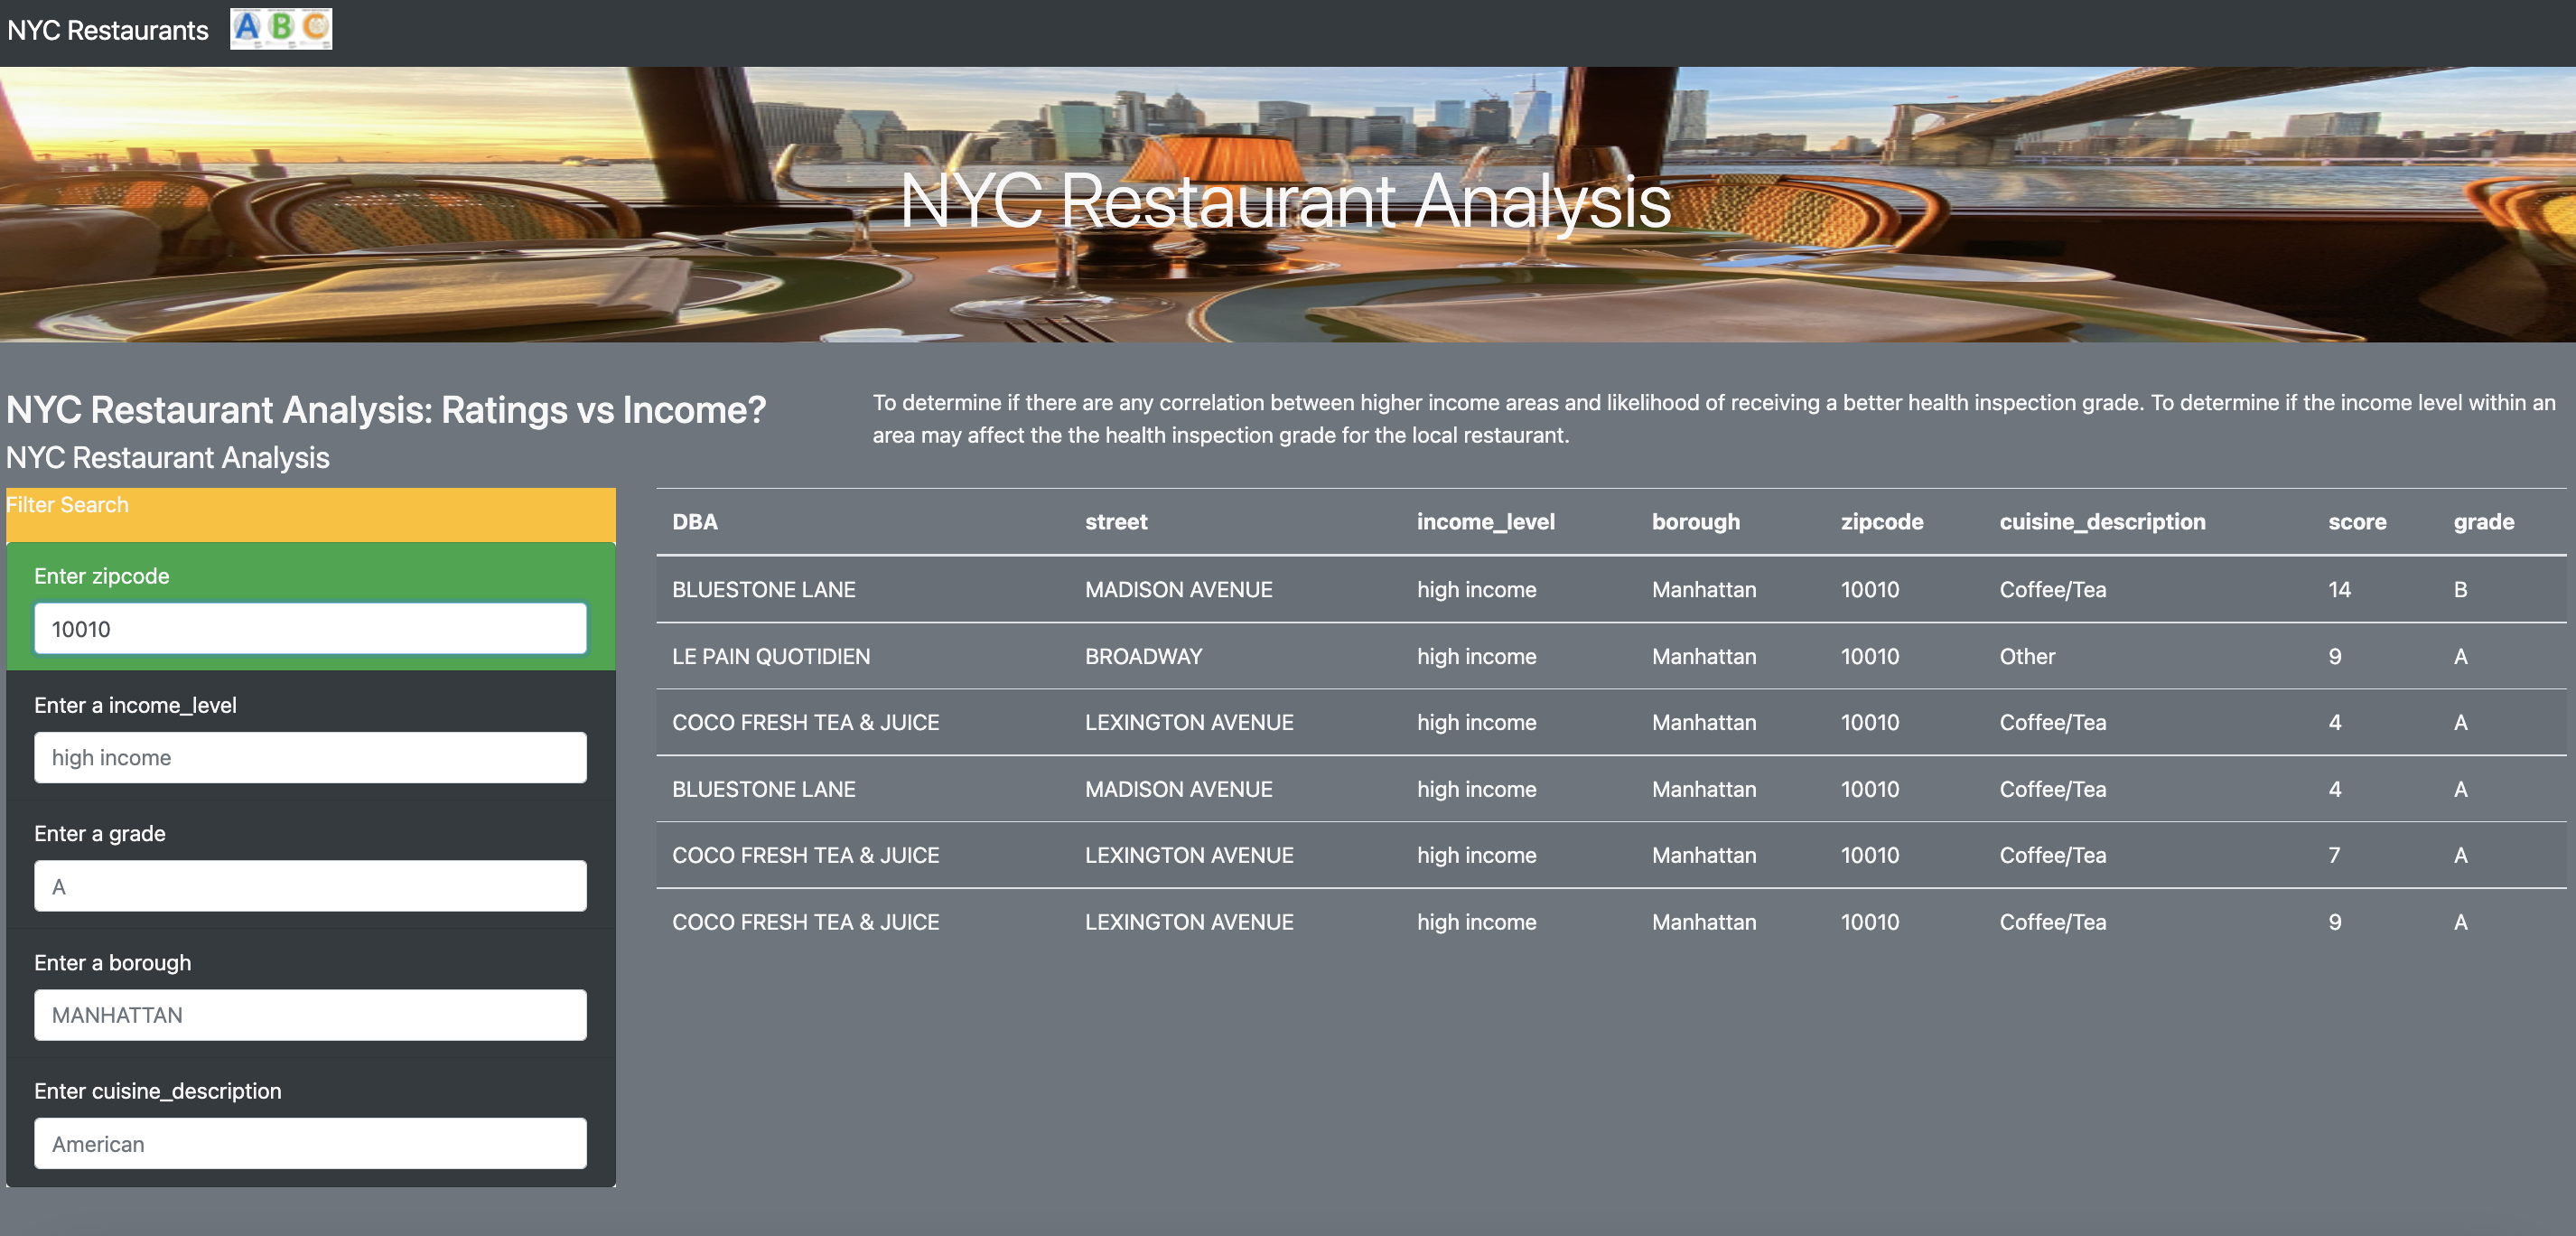 NYC Restaurants
A B C
NYC Restaurant Analysis
NYC Restaurant Analysis: Ratings vs Income?
NYC Restaurant Analysis
To determine if there are any correlation between higher income areas and likelihood of receiving a better health inspection grade. To determine if the income level within an
area may affect the the health inspection grade for the local restaurant.
Filter Search
Enter zipcode
10010
Enter a income_level
high income
Enter a grade
A
Enter a borough
MANHATTAN
Enter cuisine_description
American
DBA street income_level borough zipcode cuisine_description score grade
BLUESTONE LANE MADISON AVENUE high income Manhattan 10010 Coffee/Tea 14 B
LE PAIN QUOTIDIEN BROADWAY high income Manhattan 10010 Other 9 A
COCO FRESH TEA & JUICE LEXINGTON AVENUE high income Manhattan 10010 Coffee/Tea 4 A
BLUESTONE LANE MADISON AVENUE high income Manhattan 10010 Coffee/Tea 4 A
COCO FRESH TEA & JUICE LEXINGTON AVENUE high income Manhattan 10010 Coffee/Tea 7 A
COCO FRESH TEA & JUICE LEXINGTON AVENUE high income Manhattan 10010 Coffee/Tea 9 A